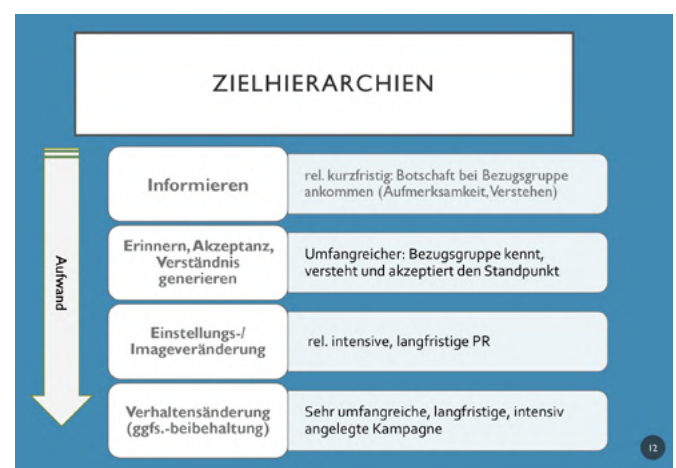 ZIELHIERARCHIEN
Aufwand
Informieren
rel. kurzfristig: Botschaft bei Bezugsgruppe
ankommen (Aufmerksamkeit, Verstehen)
Erinnern, Akzeptanz,
Verständnis
generieren
Umfangreicher: Bezugsgruppe kennt,
versteht und akzeptiert den Standpunkt
Einstellungs-/
Imageveränderung
rel. intensive, langfristige PR
Verhaltensänderung
(ggfs.-beibehaltung)
Sehr umfangreiche, langfristige, intensiv
angelegte Kampagne
12